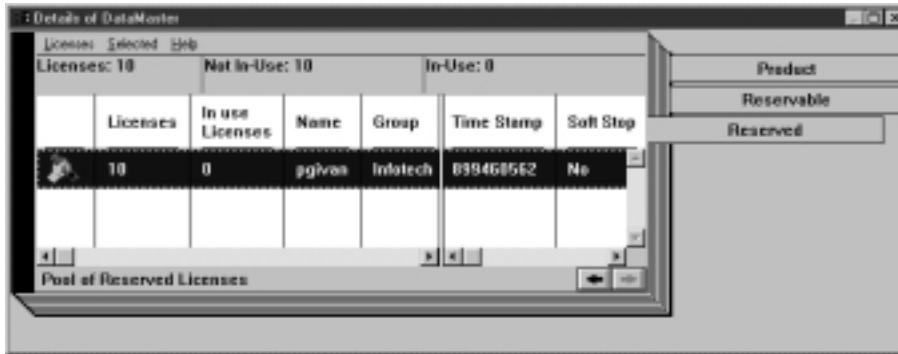 Details of DataMaster
Licenses Selected Help
Licenses: 10 Not In-Use: 10 In-Use: 0
Product
Reservable
Reserved
Licenses In use Licenses Name Group Time Stamp Soft Stop
10 0 pgivan Infotech 899460562 No
Pool of Reserved Licenses